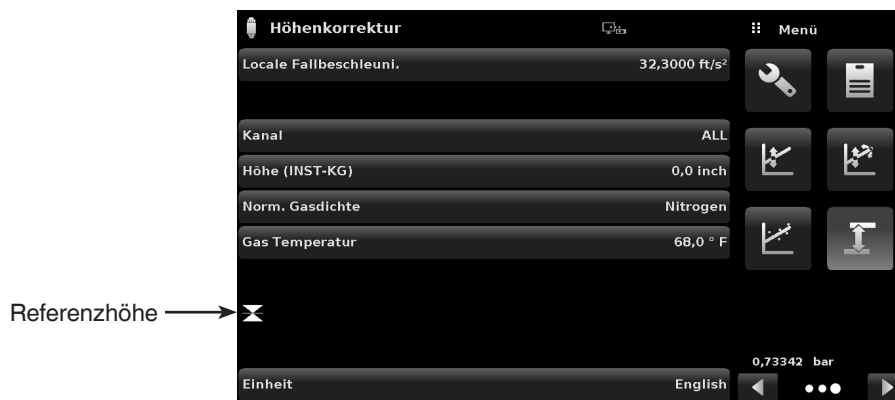 Höhenkorrektur
Menü
Locale Fallbeschleuni. 32,3000 ft/s²
Kanal ALL
Höhe (INST-KG) 0,0 inch
Norm. Gasdichte Nitrogen
Gas Temperatur 68,0 ° F
Referenzhöhe
0,73342 bar
Einheit English